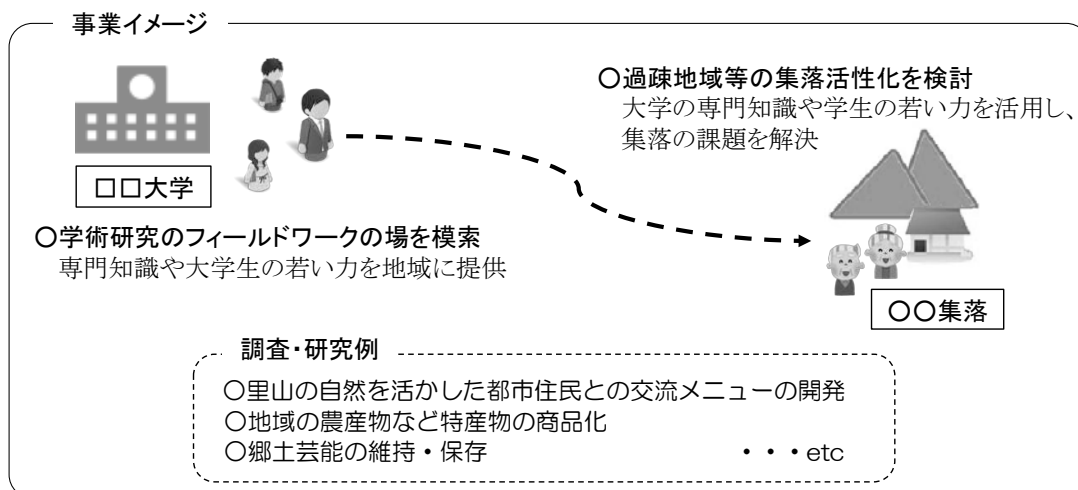 事業イメージ
□□大学
○学術研究のフィールドワークの場を模索
専門知識や大学生の若い力を地域に提供
○過疎地域等の集落活性化を検討
大学の専門知識や学生の若い力を活用し、
集落の課題を解決
○○集落
調査・研究例
○里山の自然を活かした都市住民との交流メニューの開発
○地域の農産物など特産物の商品化
○郷土芸能の維持・保存 ・・・etc